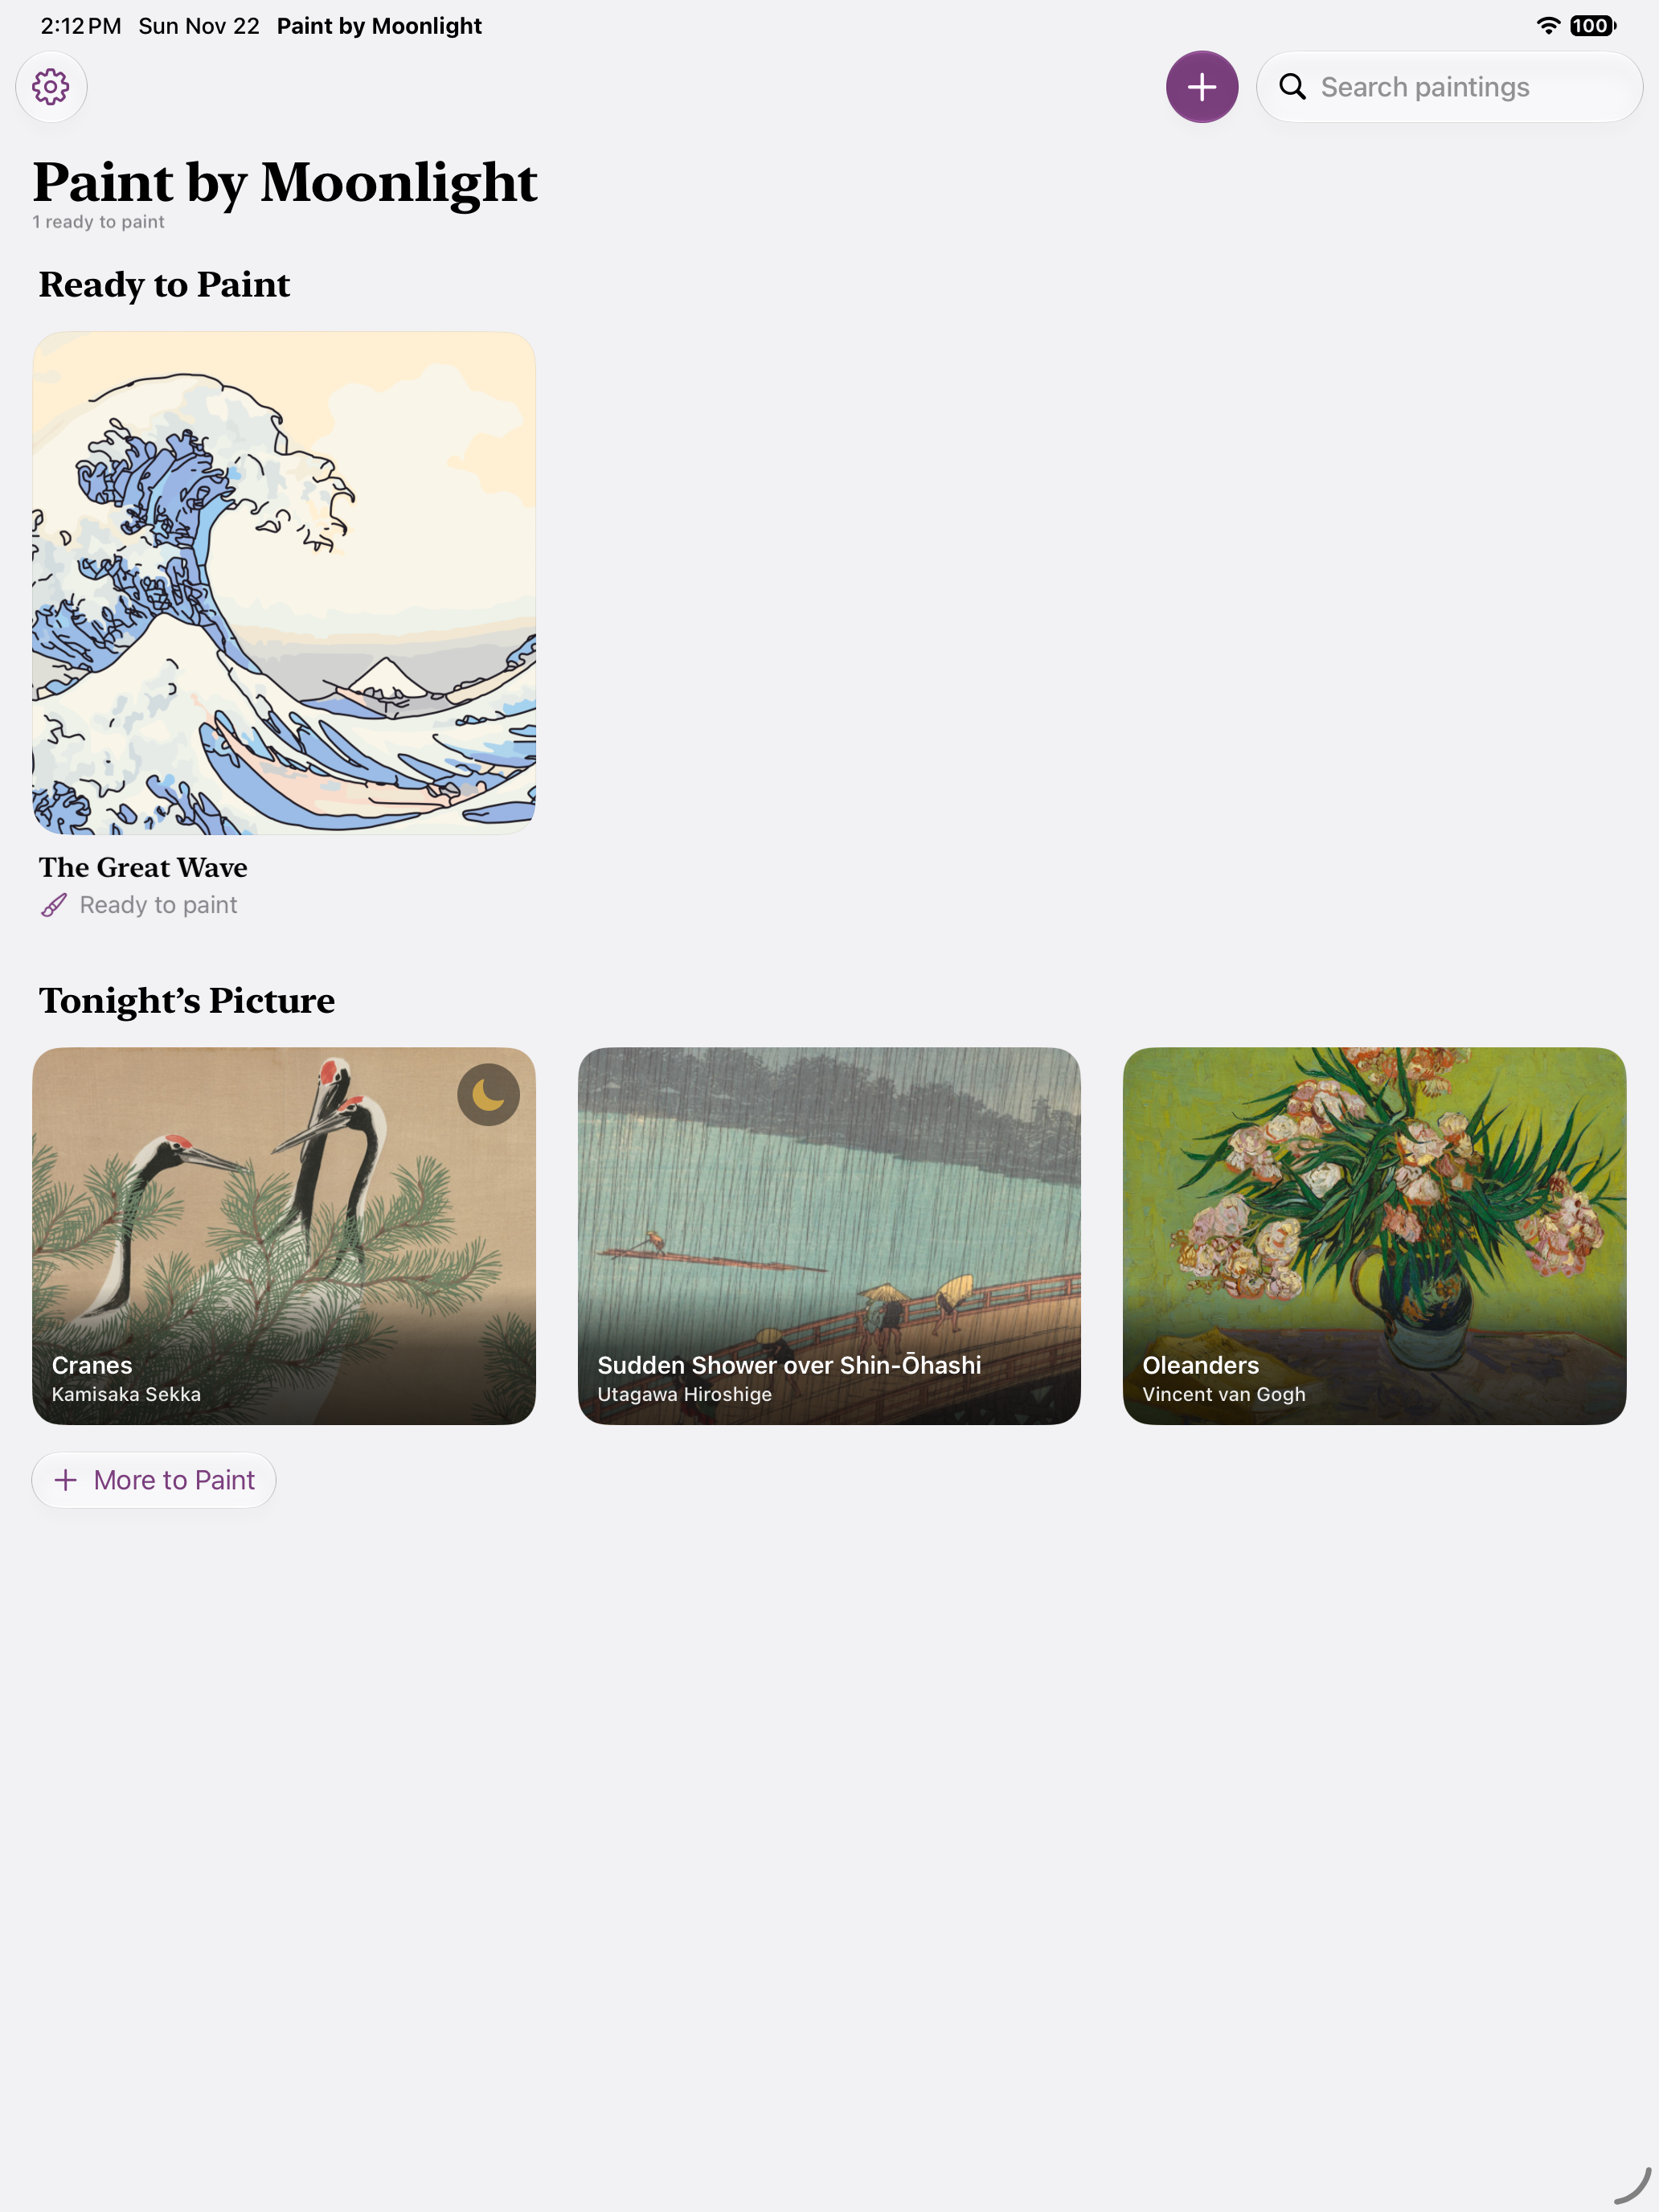 2:12 PM Sun Nov 22 Paint by Moonlight
100
Search paintings
Paint by Moonlight
1 ready to paint
Ready to Paint
The Great Wave
Ready to paint
Tonight’s Picture
Cranes
Kamisaka Sekka
Sudden Shower over Shin-Ōhashi
Utagawa Hiroshige
Oleanders
Vincent van Gogh
More to Paint